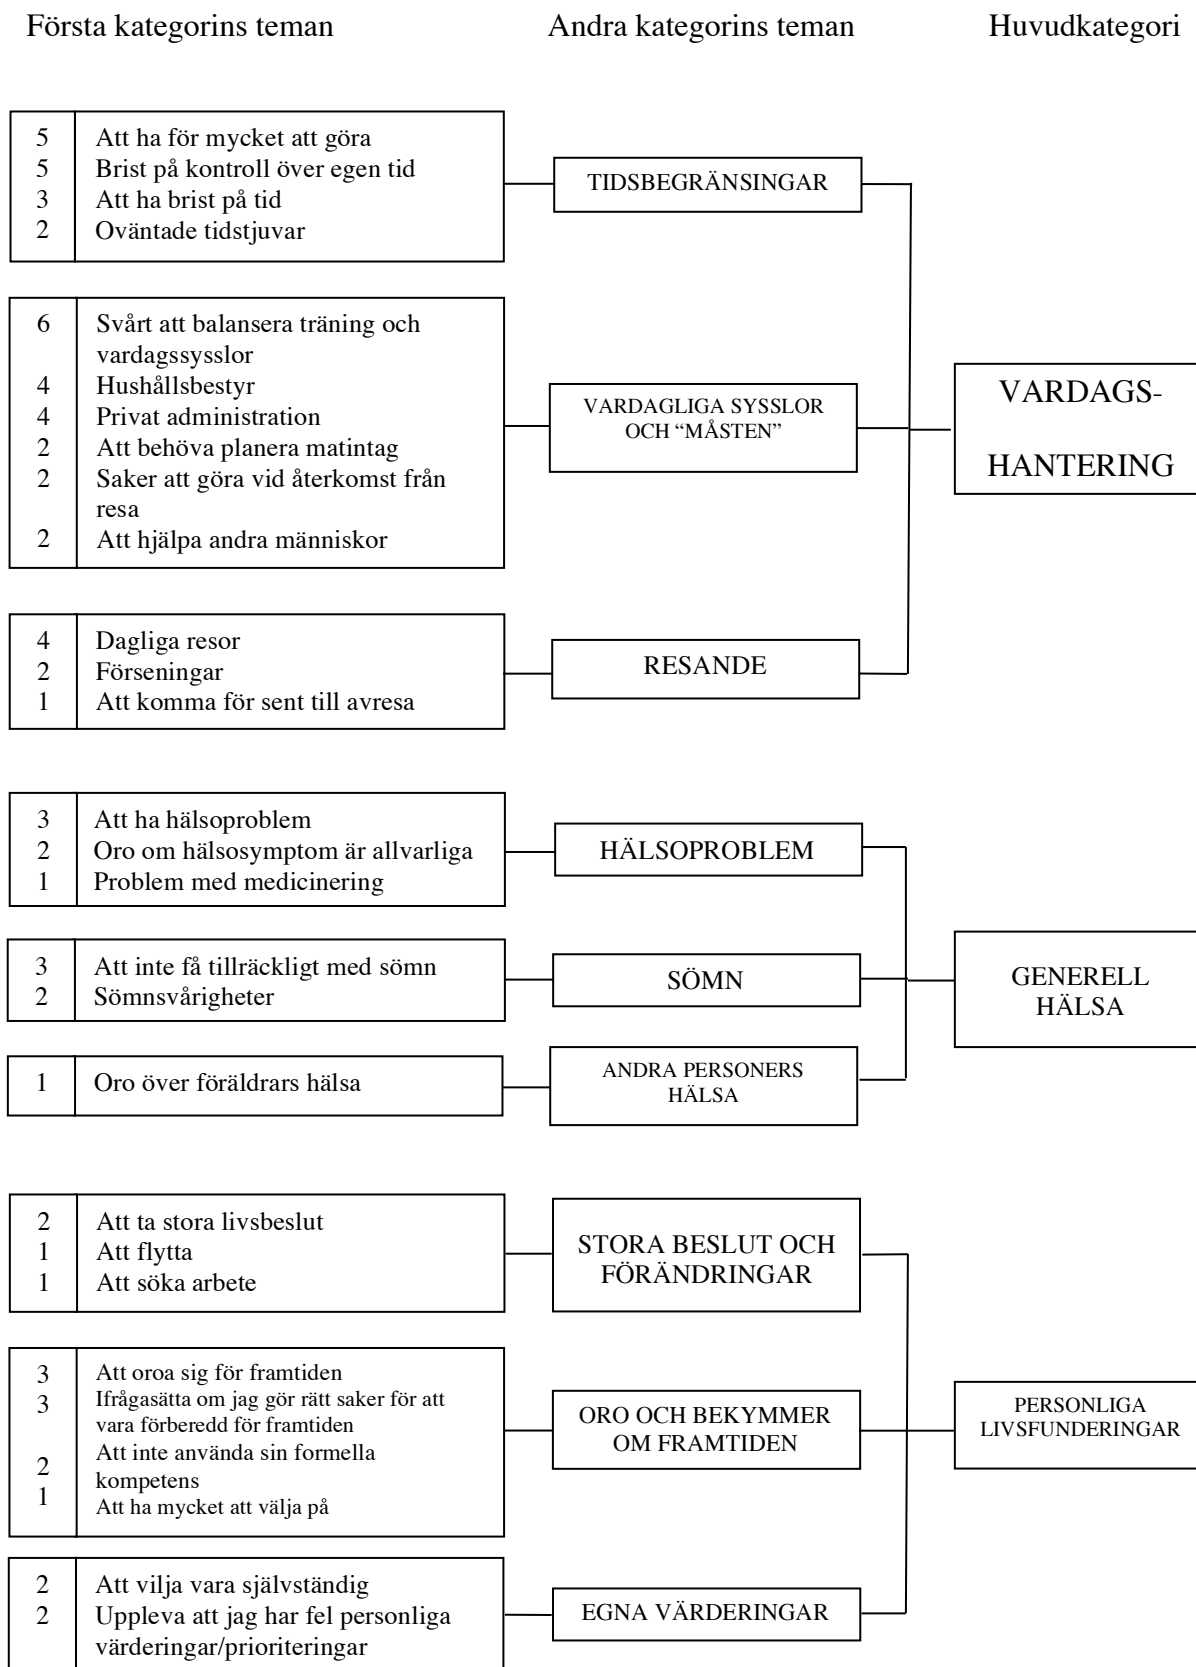 Första kategorins teman
Andra kategorins teman
Huvudkategori
5 Att ha för mycket att göra
5 Brist på kontroll över egen tid
3 Att ha brist på tid
2 Oväntade tidstjuvar
TIDSBEGRÄNSINGAR
6 Svårt att balansera träning och
vardagssysslor
4 Hushållsbestyr
4 Privat administration
2 Att behöva planera matintag
2 Saker att göra vid återkomst från
resa
2 Att hjälpa andra människor
VARDAGLIGA SYSSLOR
OCH “MÅSTEN”
VARDAGS-
HANTERING
4 Dagliga resor
2 Förseningar
1 Att komma för sent till avresa
RESANDE
3 Att ha hälsoproblem
2 Oro om hälsosymptom är allvarliga
1 Problem med medicinering
HÄLSOPROBLEM
3 Att inte få tillräckligt med sömn
2 Sömnsvårigheter
SÖMN
GENERELL
HÄLSA
1 Oro över föräldrars hälsa
ANDRA PERSONERS
HÄLSA
2 Att ta stora livsbeslut
1 Att flytta
1 Att söka arbete
STORA BESLUT OCH
FÖRÄNDRINGAR
3 Att oroa sig för framtiden
3 Ifrågasätta om jag gör rätt saker för att
vara förberedd för framtiden
2 Att inte använda sin formella
kompetens
1 Att ha mycket att välja på
ORO OCH BEKYMMER
OM FRAMTIDEN
PERSONLIGA
LIVSFUNDERINGAR
2 Att vilja vara självständig
2 Uppleva att jag har fel personliga
värderingar/prioriteringar
EGNA VÄRDERINGAR